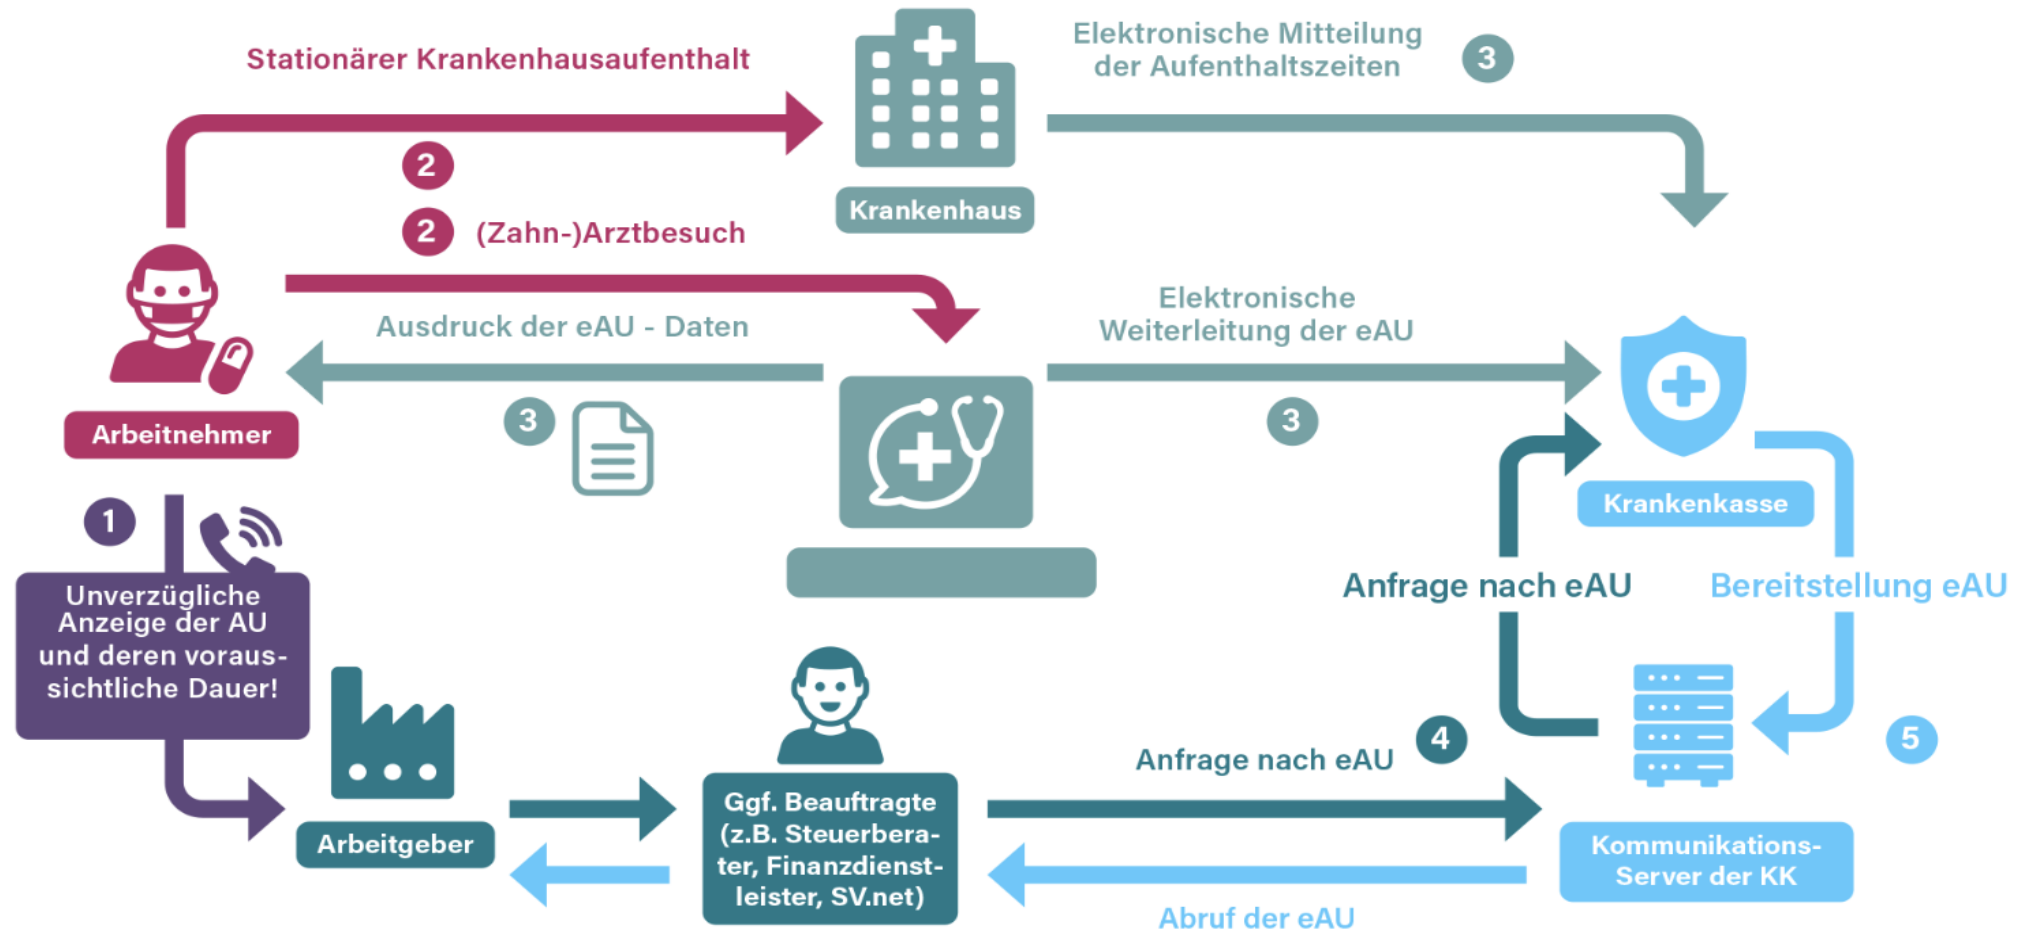 Stationärer Krankenhausaufenthalt
Elektronische Mitteilung
der Aufenthaltszeiten
3
2
Krankenhaus
2
(Zahn-)Arztbesuch
Ausdruck der eAU - Daten
Elektronische
Weiterleitung der eAU
3
3
Arbeitnehmer
Krankenkasse
1
Unverzügliche
Anzeige der AU
und deren voraus-
sichtliche Dauer!
Anfrage nach eAU
Bereitstellung eAU
Anfrage nach eAU
4
5
Arbeitgeber
Ggf. Beauftragte
(z.B. Steuerbera-
ter, Finanzdienst-
leister, SV.net)
Kommunikations-
Server der KK
Abruf der eAU